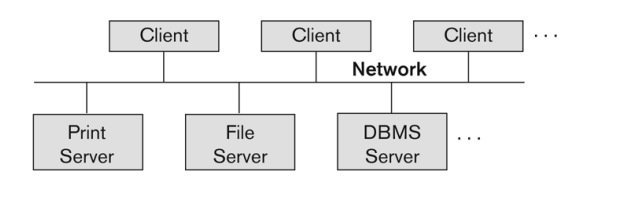 Client
Client
Client
. . .
Network
Print
Server
File
Server
DBMS
Server
. . .